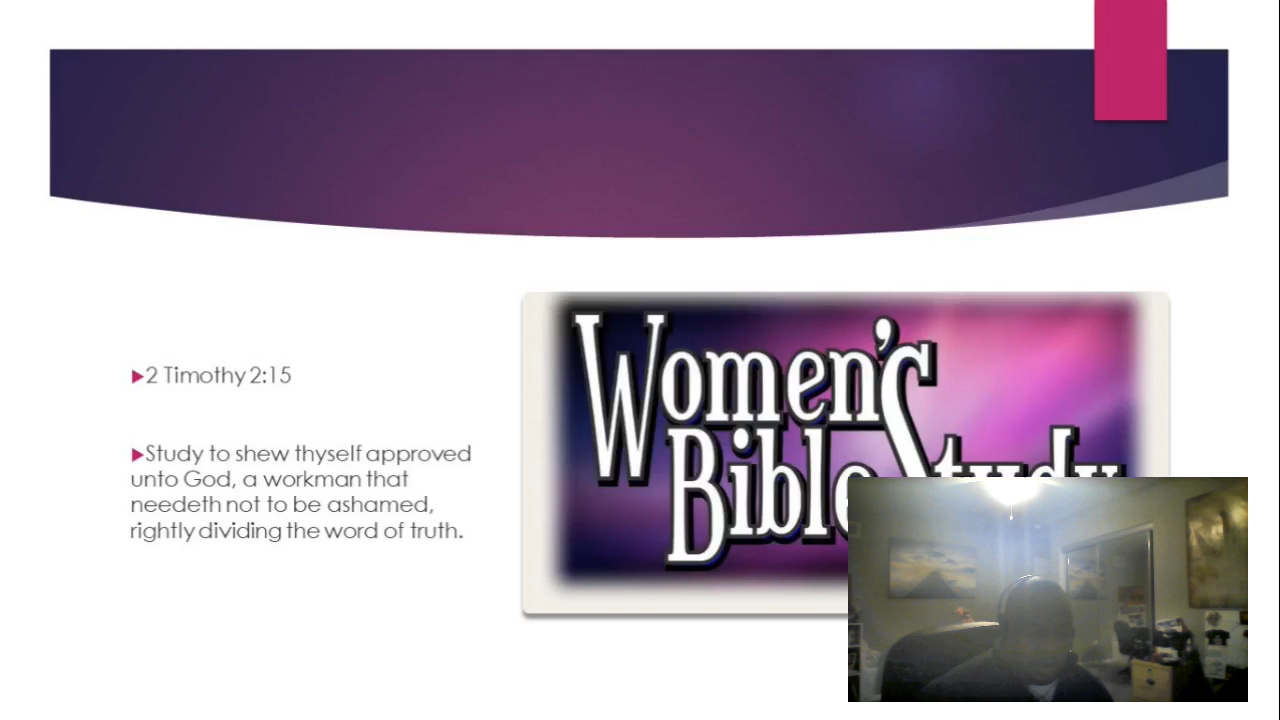 2 Timothy 2:15
Study to shew thyself approved
unto God, a workman that
needeth not to be ashamed,
rightly dividing the word of truth.
Women's
Bible Study